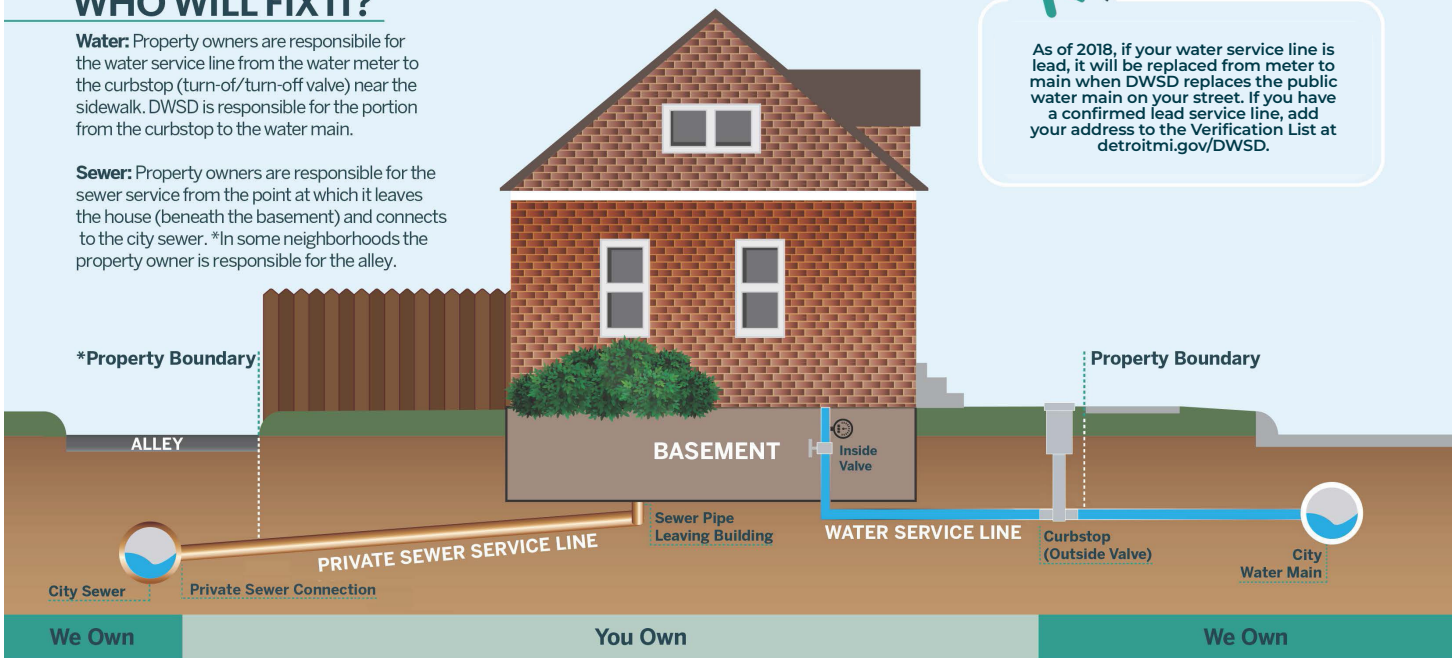 WHO WILL FIX IT?
Water: Property owners are responsibile for
the water service line from the water meter to
the curbstop (turn-of/turn-off valve) near the
sidewalk. DWSD is responsible for the portion
from the curbstop to the water main.
Sewer: Property owners are responsible for the
sewer service from the point at which it leaves
the house (beneath the basement) and connects
to the city sewer. *In some neighborhoods the
property owner is responsible for the alley.
As of 2018, if your water service line is
lead, it will be replaced from meter to
main when DWSD replaces the public
water main on your street. If you have
a confirmed lead service line, add
your address to the Verification List at
detroitmi.gov/DWSD.
*Property Boundary
Property Boundary
ALLEY
BASEMENT
Inside
Valve
Sewer Pipe
Leaving Building
WATER SERVICE LINE
PRIVATE SEWER SERVICE LINE
Curbstop
(Outside Valve)
City
Water Main
City Sewer
Private Sewer Connection
We Own
You Own
We Own